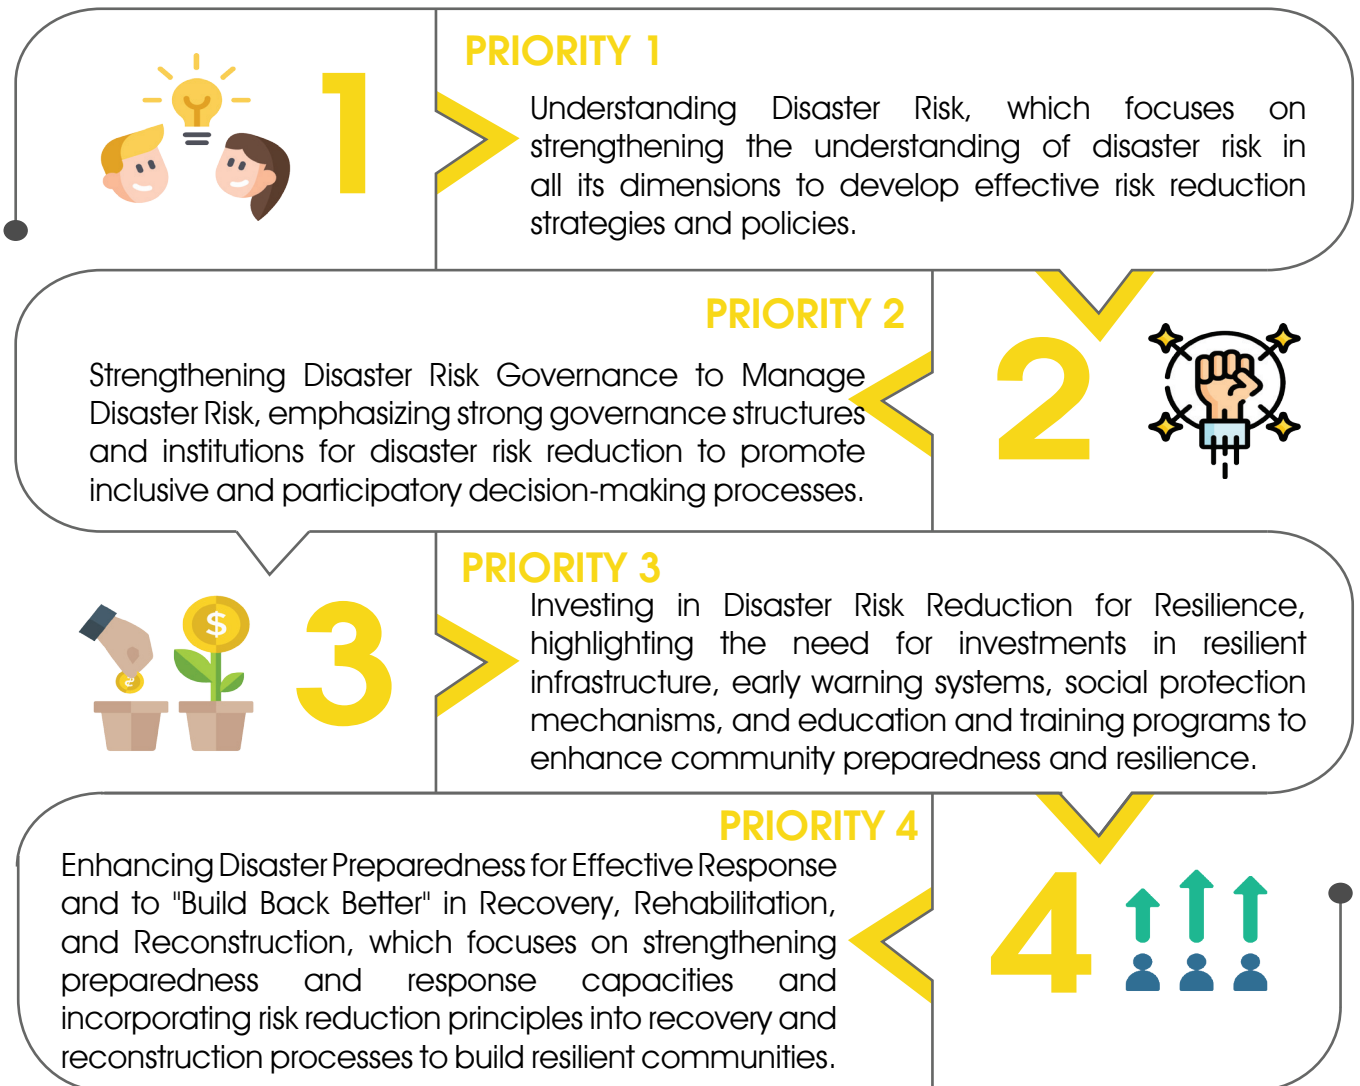 PRIORITY 1
1
Understanding Disaster Risk, which focuses on
strengthening the understanding of disaster risk in
all its dimensions to develop effective risk reduction
strategies and policies.
PRIORITY 2
2
Strengthening Disaster Risk Governance to Manage
Disaster Risk, emphasizing strong governance structures
and institutions for disaster risk reduction to promote
inclusive and participatory decision-making processes.
PRIORITY 3
3
$
Investing in Disaster Risk Reduction for Resilience,
highlighting the need for investments in resilient
infrastructure, early warning systems, social protection
mechanisms, and education and training programs to
enhance community preparedness and resilience.
PRIORITY 4
4
Enhancing Disaster Preparedness for Effective Response
and to "Build Back Better" in Recovery, Rehabilitation,
and Reconstruction, which focuses on strengthening
preparedness and response capacities and
incorporating risk reduction principles into recovery and
reconstruction processes to build resilient communities.